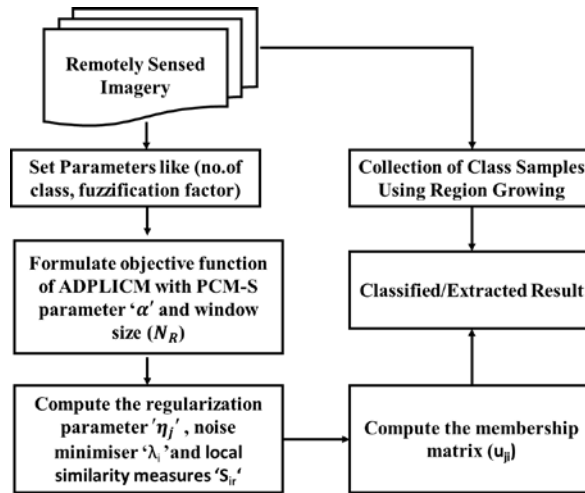 Remotely Sensed
Imagery
Set Parameters like (no.of
class, fuzzification factor)
Collection of Class Samples
Using Region Growing
Formulate objective function
of ADPLICM with PCM-S
parameter ‘α’ and window
size (N_R)
Classified/Extracted Result
Compute the regularization
parameter 'η_j' , noise
minimiser ‘λ_i ’and local
similarity measures ‘S_ir‘
Compute the membership
matrix (u_ji)